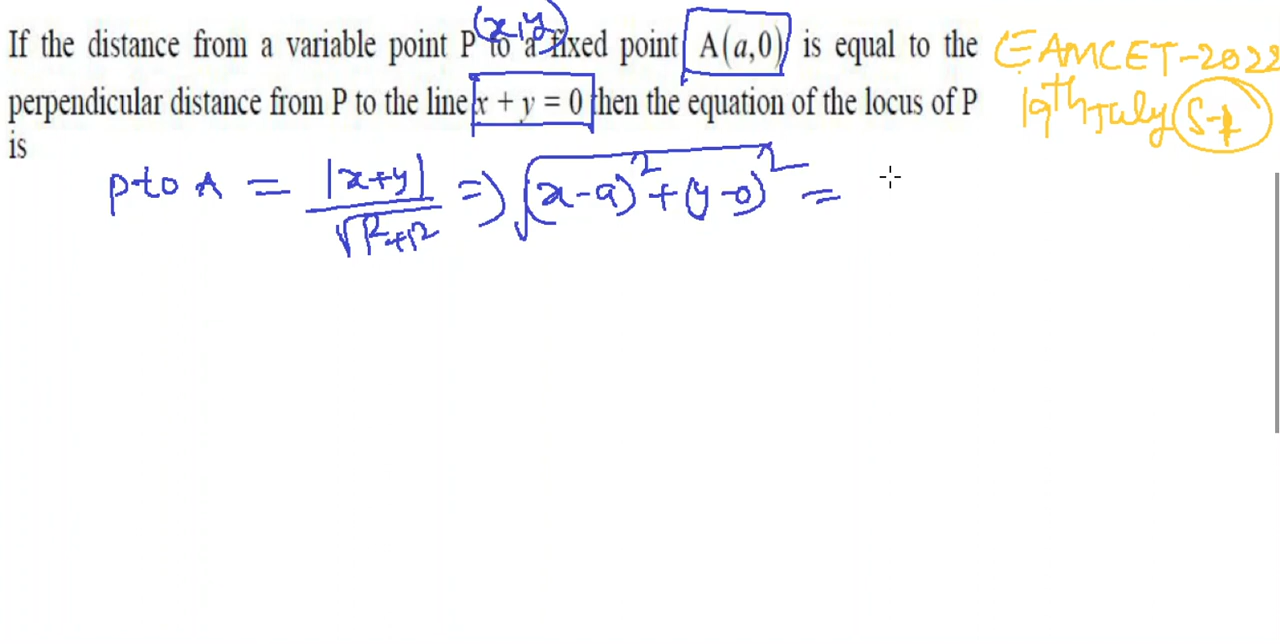 If the distance from a variable point P (x,y) to a fixed point A(a,0) is equal to the
perpendicular distance from P to the line x + y = 0 then the equation of the locus of P
is
EAMCET-2022
19th July S-1
P to A = |x+y| / √(1²+1²) ⇒ √((x-a)²+(y-0)²) =